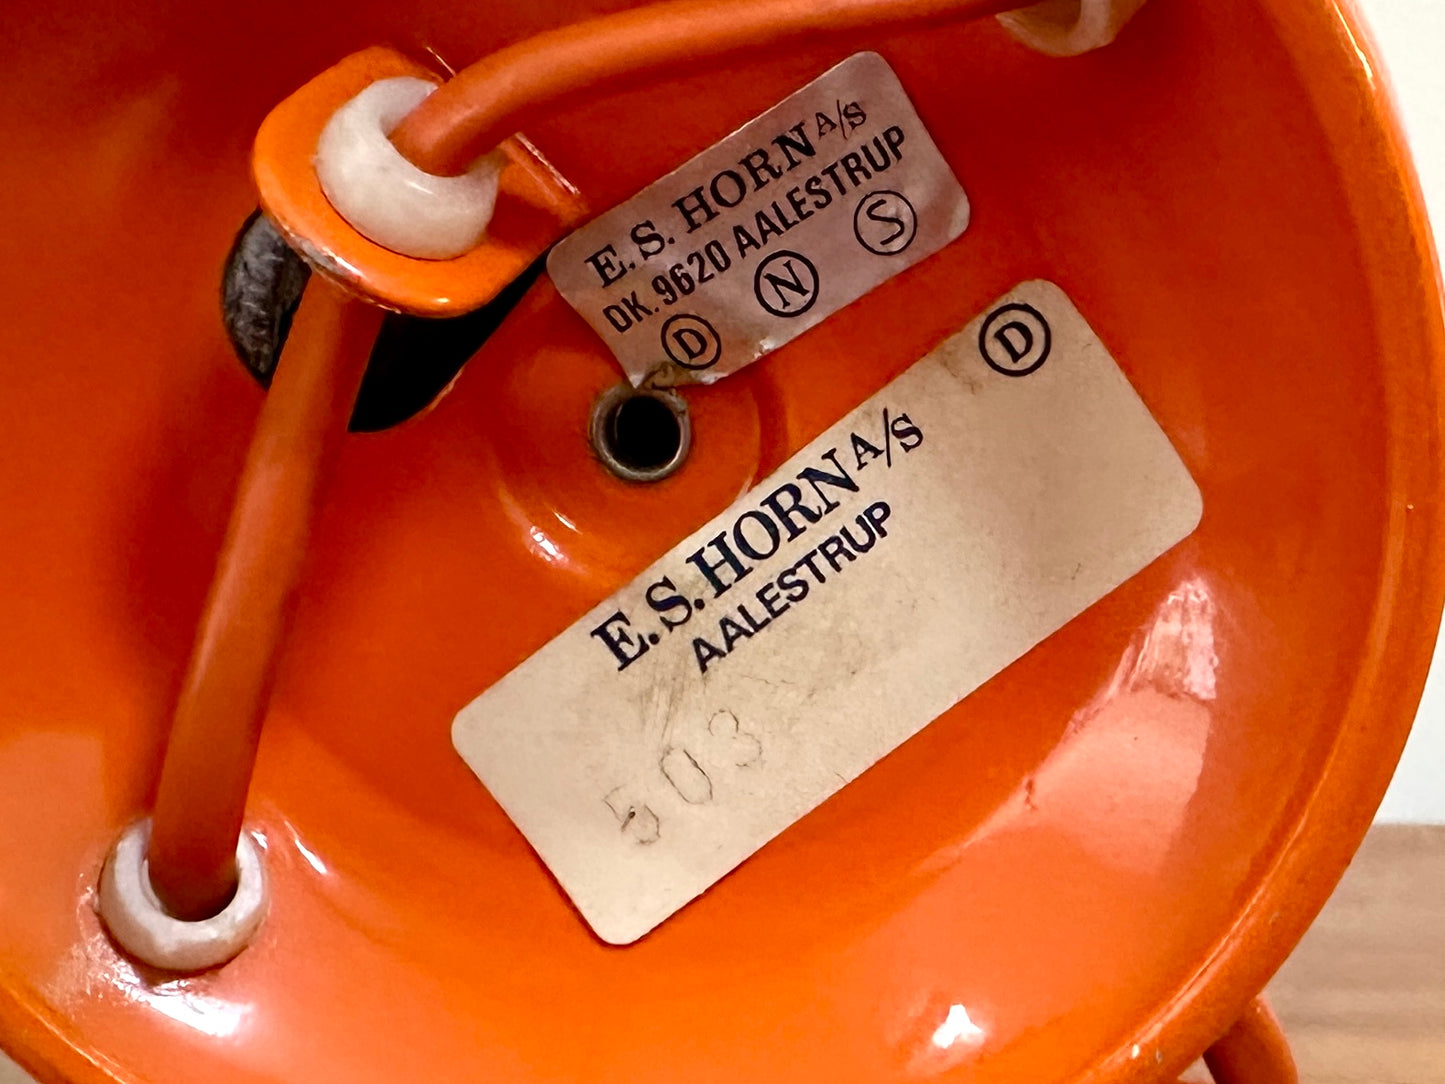 E. S. HORN A/S
DK. 9620 AALESTRUP
D N S
D
E. S. HORN A/S
AALESTRUP
503